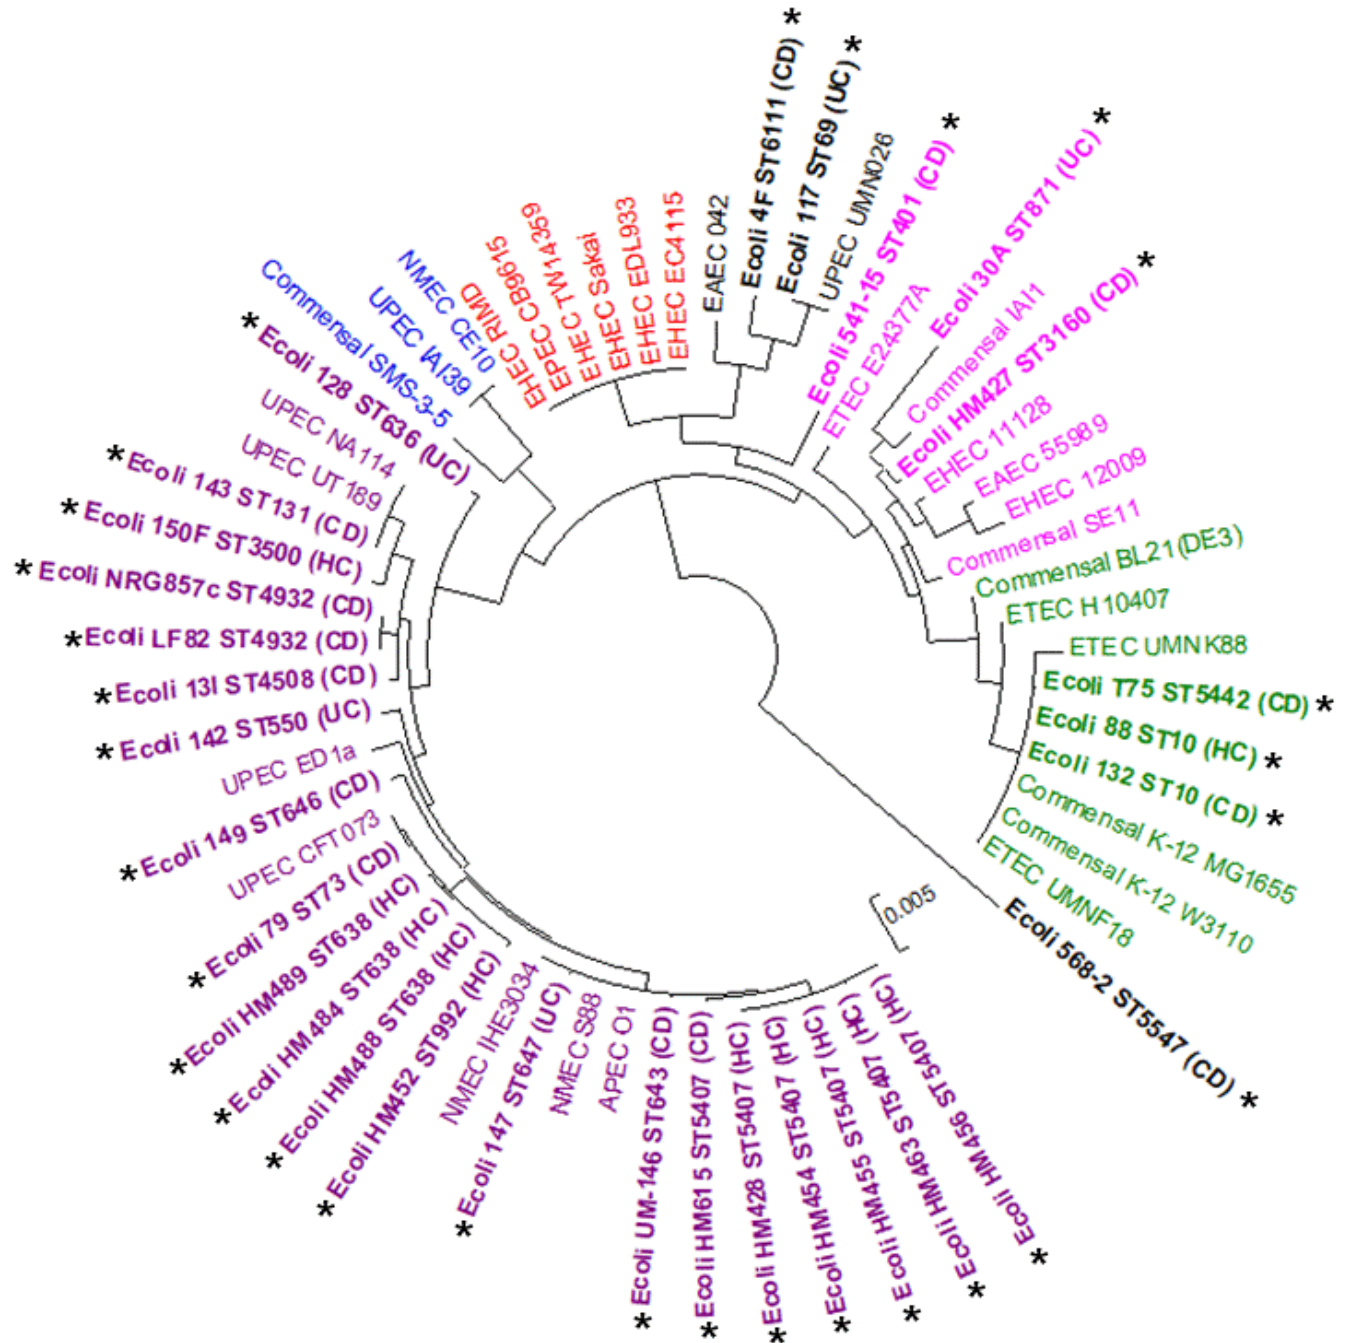 Ecoli 4F ST6111 (CD) *
Ecoli 117 ST69 (UC) *
UPEC UMN026
Ecoli 541-15 ST401 (CD) *
ETEC E24377A
Ecoli 30A ST871 (UC) *
Commensal IAI1
Ecoli HM427 ST3160 (CD) *
EHEC 11128
EAEC 55989
EHEC 12009
Commensal SE11
Commensal BL21(DE3)
ETEC H10407
ETEC UMNK88
Ecoli T75 ST5442 (CD) *
Ecoli 88 ST10 (HC) *
Ecoli 132 ST10 (CD) *
Commensal K-12 MG1655
Commensal K-12 W3110
ETEC UMNF18
Ecoli 568-2 ST5547 (CD) *
0.005
Ecoli HM456 ST5407 (HC) *
Ecoli HM463 ST5407 (HC) *
Ecoli HM455 ST5407 (HC) *
Ecoli HM454 ST5407 (HC) *
Ecoli HM428 ST5407 (HC) *
Ecoli HM615 ST5407 (CD) *
* Ecoli UM-146 ST643 (CD)
APEC O1
NMEC S88
* Ecoli 147 ST647 (UC)
NMEC IHE3034
* Ecoli HM452 ST992 (HC)
* Ecoli HM488 ST638 (HC)
* Ecoli HM484 ST638 (HC)
* Ecoli HM489 ST638 (HC)
* Ecoli 79 ST73 (CD)
UPEC CFT073
* Ecoli 149 ST646 (CD)
UPEC ED1a
* Ecoli 142 ST550 (UC)
* Ecoli 13I ST4508 (CD)
* Ecoli LF82 ST4932 (CD)
* Ecoli NRG857c ST4932 (CD)
* Ecoli 150F ST3500 (HC)
* Ecoli 143 ST131 (CD)
UPEC UT189
UPEC NA114
* Ecoli 128 ST636 (UC)
Commensal SMS-3-5
UPEC IAI39
NMEC CE10
EHEC RIMD
EPEC CB9615
EHEC TW14359
EHEC Sakai
EHEC EDL933
EHEC EC4115
EAEC 042